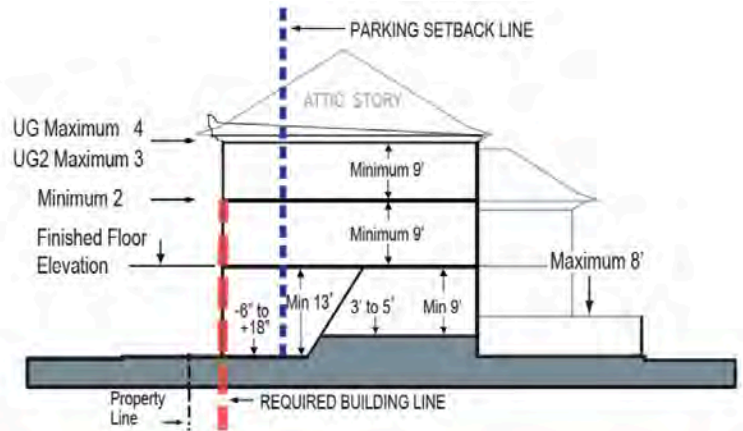 PARKING SETBACK LINE
ATTIC STORY
UG Maximum 4
UG2 Maximum 3
Minimum 9'
Minimum 2
Minimum 9'
Finished Floor
Elevation
Maximum 8'
Min 13'
-6" to
+18"
3' to 5'
Min 9'
Property
Line
REQUIRED BUILDING LINE